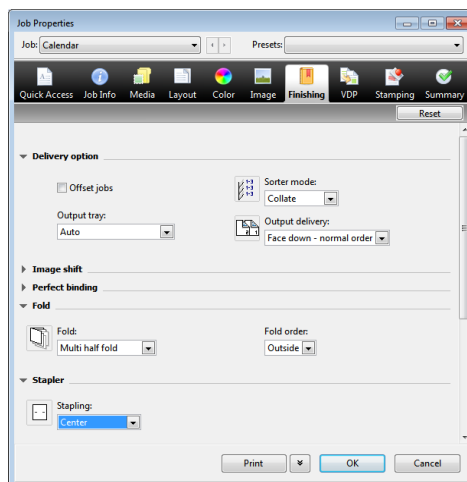 Job Properties
Job: Calendar Presets:
Quick Access Job Info Media Layout Color Image Finishing VDP Stamping Summary
Reset
Delivery option
Offset jobs
Sorter mode:
Collate
Output tray:
Auto
Output delivery:
Face down - normal order
Image shift
Perfect binding
Fold
Fold: Fold order:
Multi half fold Outside
Stapler
Stapling:
Center
Print OK Cancel